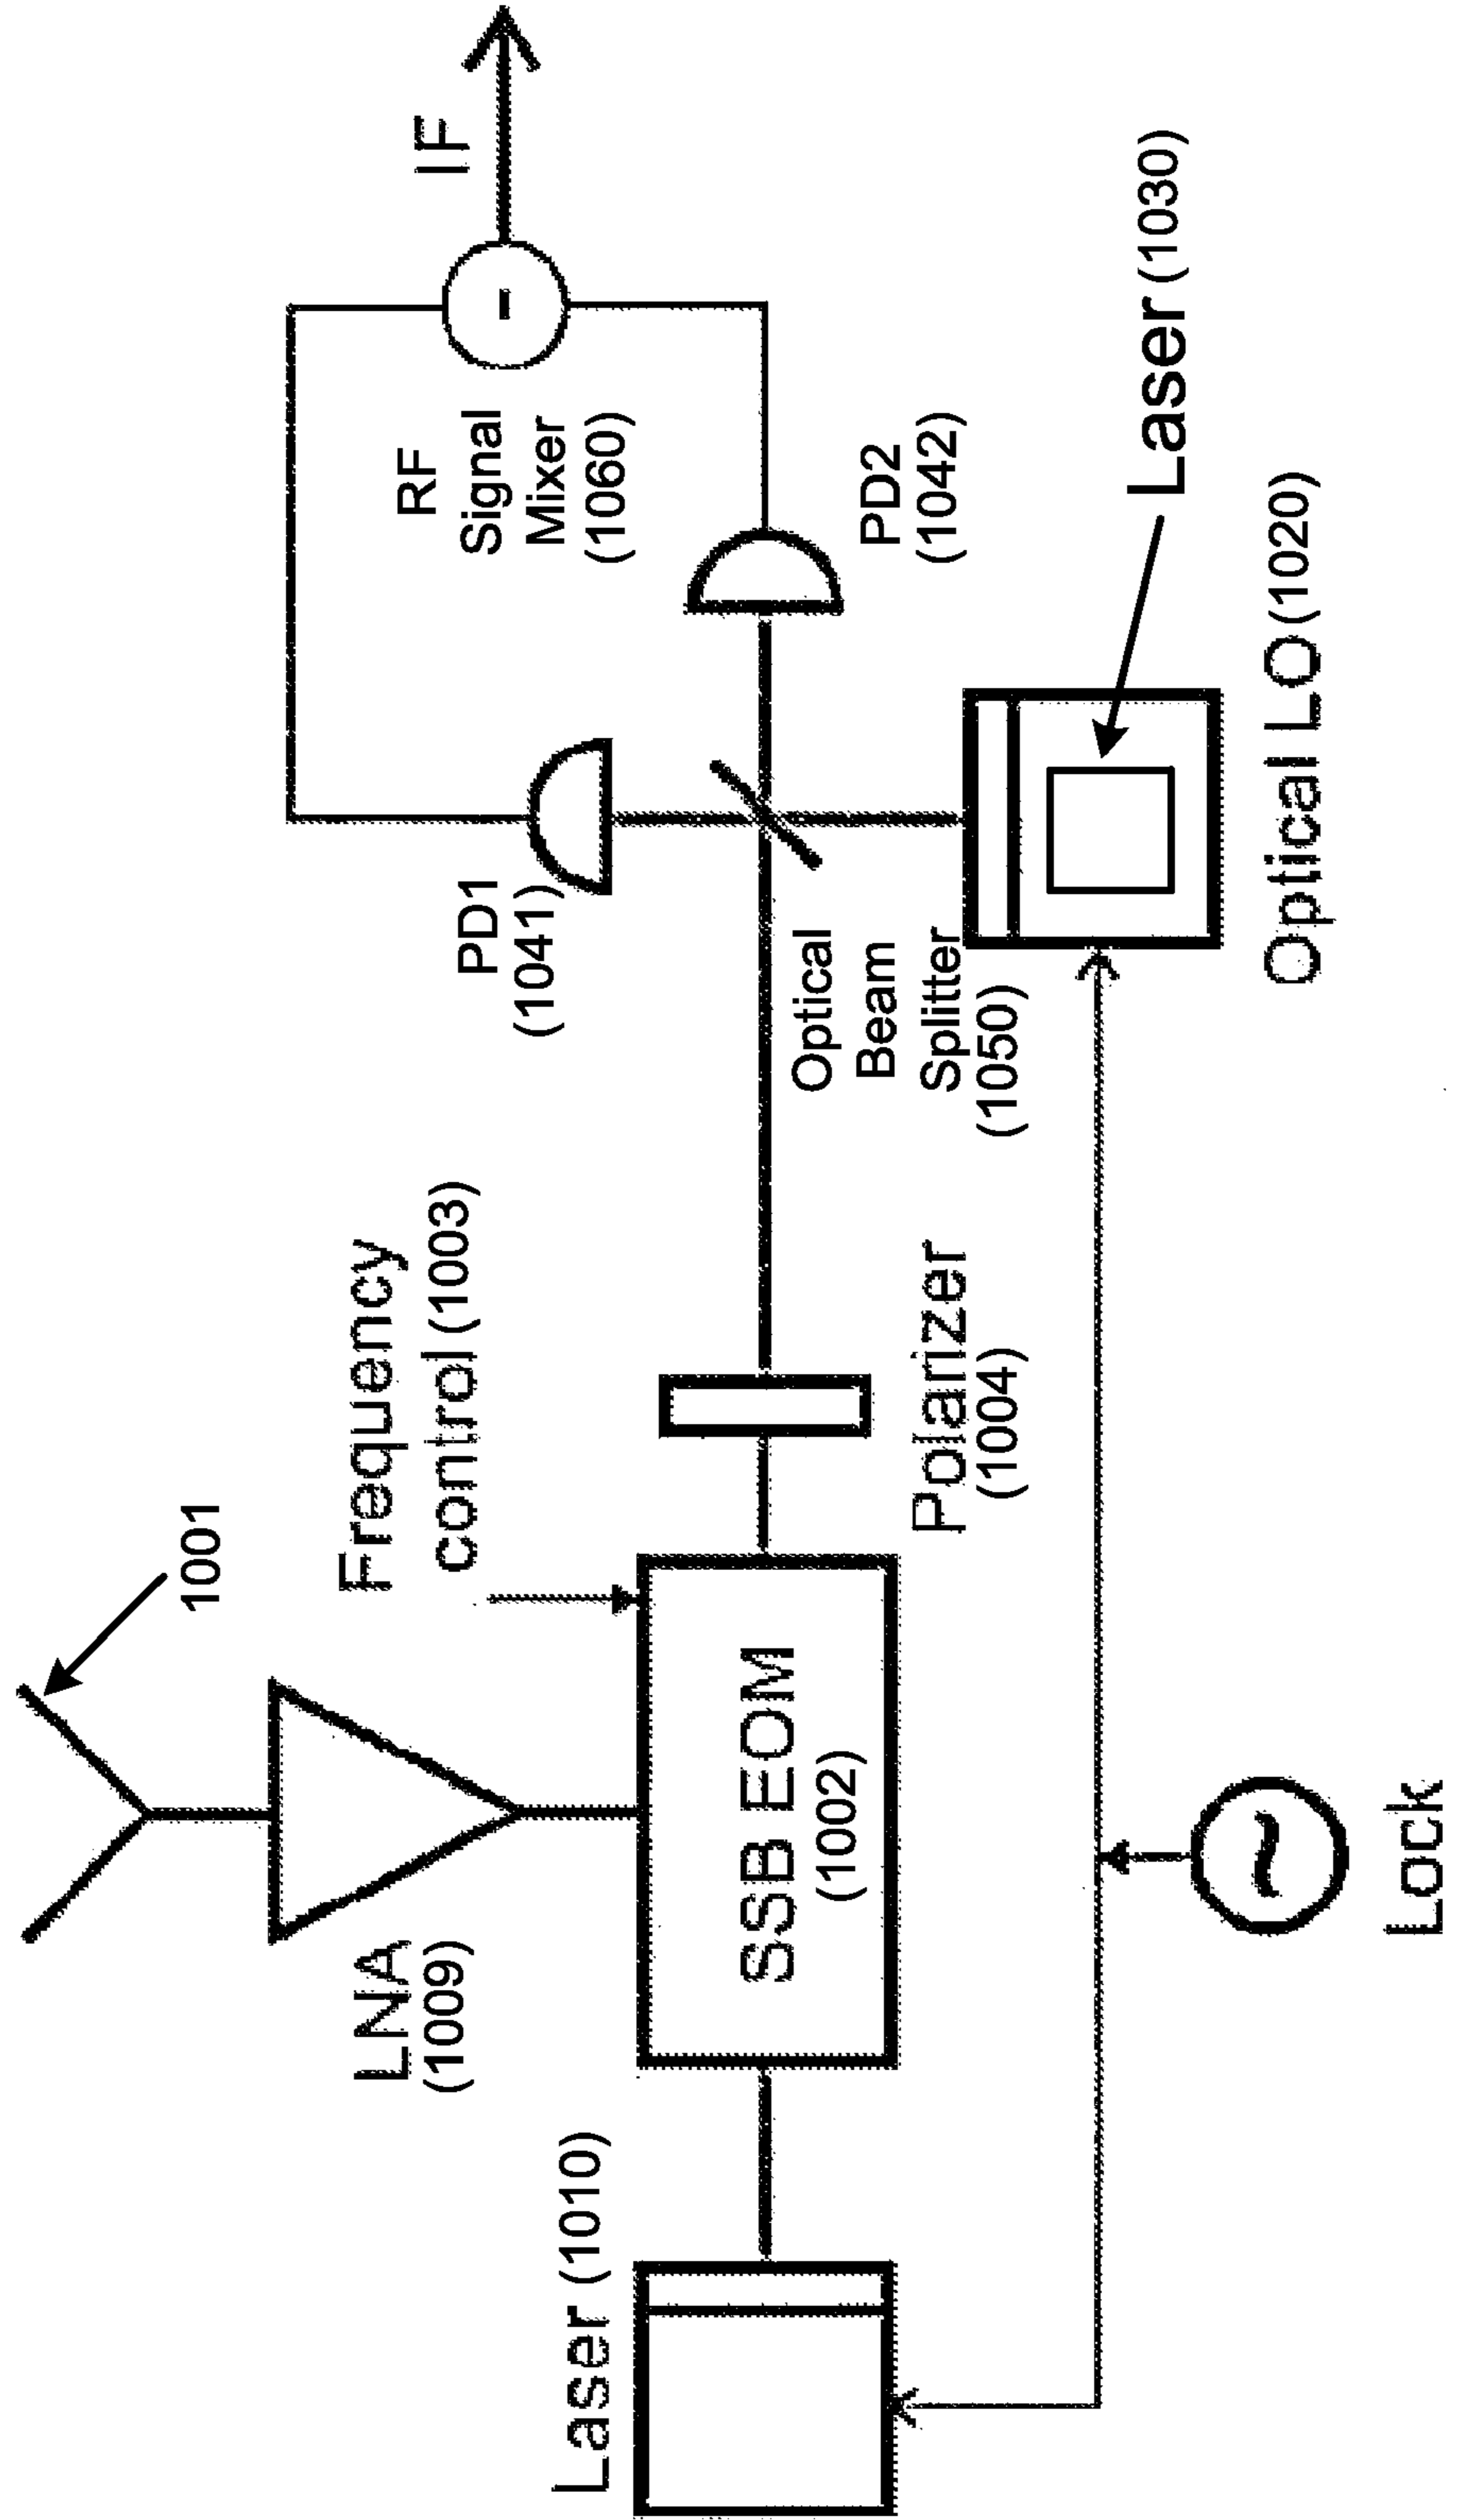 1001
LNA
(1009)
Frequency
control (1003)
Laser (1010)
SSB EOM
(1002)
Polarizer
(1004)
PD1
(1041)
RF
Signal
Mixer
(1060)
IF
Optical
Beam
Splitter
(1050)
PD2
(1042)
Laser (1030)
Optical LO (1020)
Lock